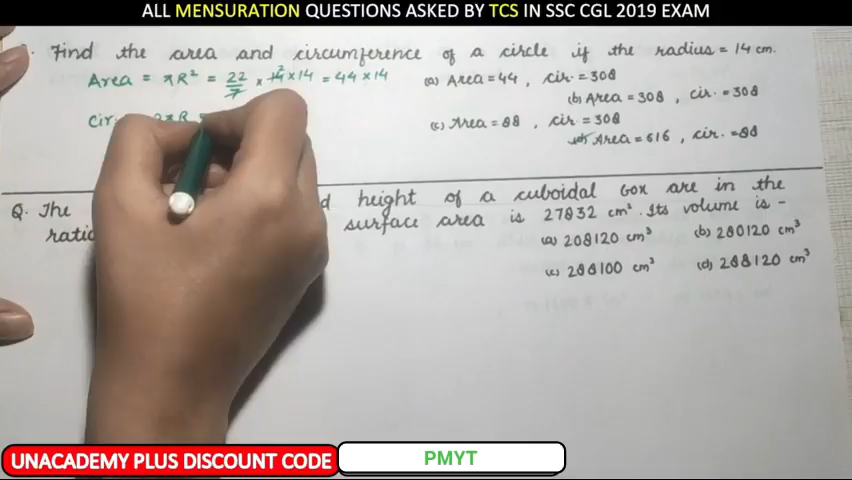 ALL MENSURATION QUESTIONS ASKED BY TCS IN SSC CGL 2019 EXAM
Find the area and circumference of a circle if the radius = 14 cm.
Area = πR² = 22/7 × 14 2 × 14 = 44 × 14
(a) Area = 44, cir. = 308
(b) Area = 308, cir. = 308
Cir
2πR
(c) Area = 88, cir. = 308
(d) Area = 616, cir. = 88
Q. The height of a cuboidal box are in the
surface area is 27832 cm². Its volume is -
(a) 208120 cm³ (b) 280120 cm³
(c) 288100 cm³ (d) 288120 cm³
UNACADEMY PLUS DISCOUNT CODE PMYT